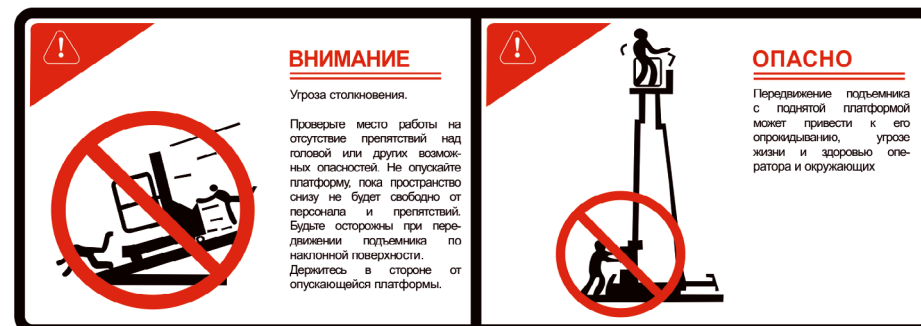 ВНИМАНИЕ
Угроза столкновения.
Проверьте место работы на
отсутствие препятствий над
головой или других возмож-
ных опасностей. Не опускайте
платформу, пока пространство
снизу не будет свободно от
персонала и препятствий.
Будьте осторожны при пере-
движении подъемника по
наклонной поверхности.
Держитесь в стороне от
опускающейся платформы.
ОПАСНО
Передвижение подъемника
с поднятой платформой
может привести к его
опрокидыванию, угрозе
жизни и здоровью опе-
ратора и окружающих